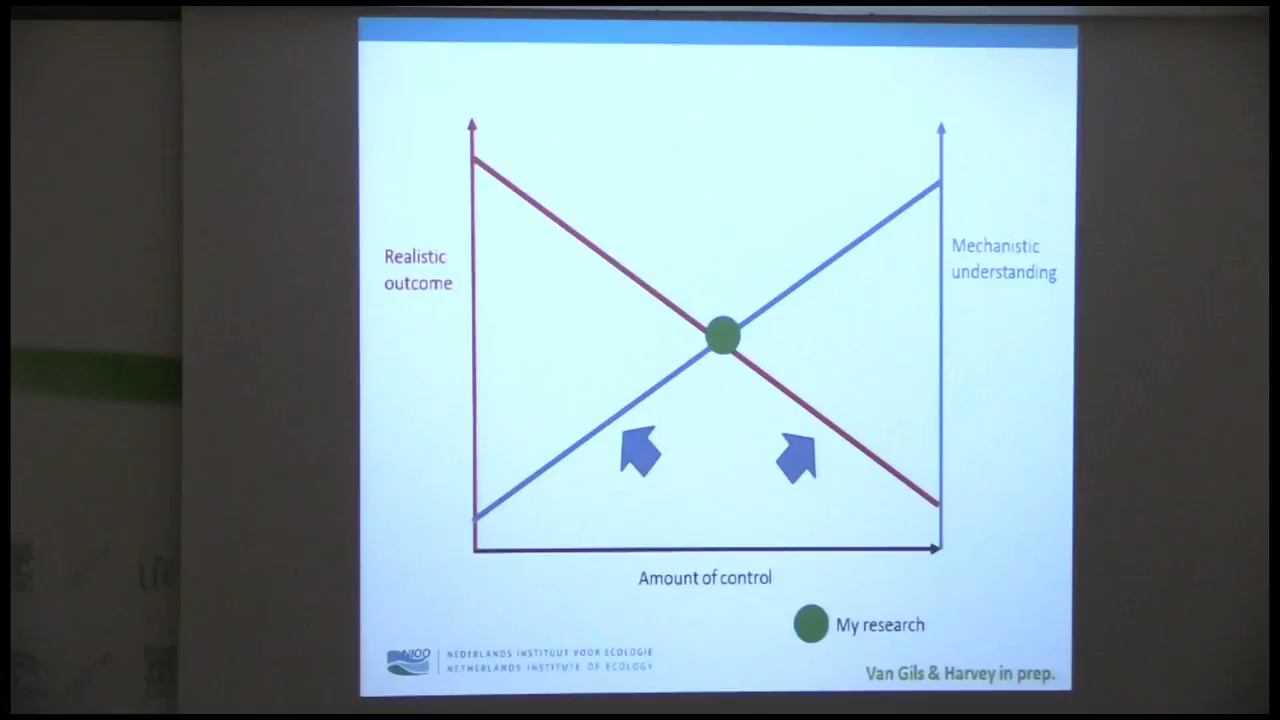 Realistic
outcome
Mechanistic
understanding
Amount of control
My research
NIOO
NEDERLANDS INSTITUUT VOOR ECOLOGIE
NETHERLANDS INSTITUTE OF ECOLOGY
Van Gils & Harvey in prep.